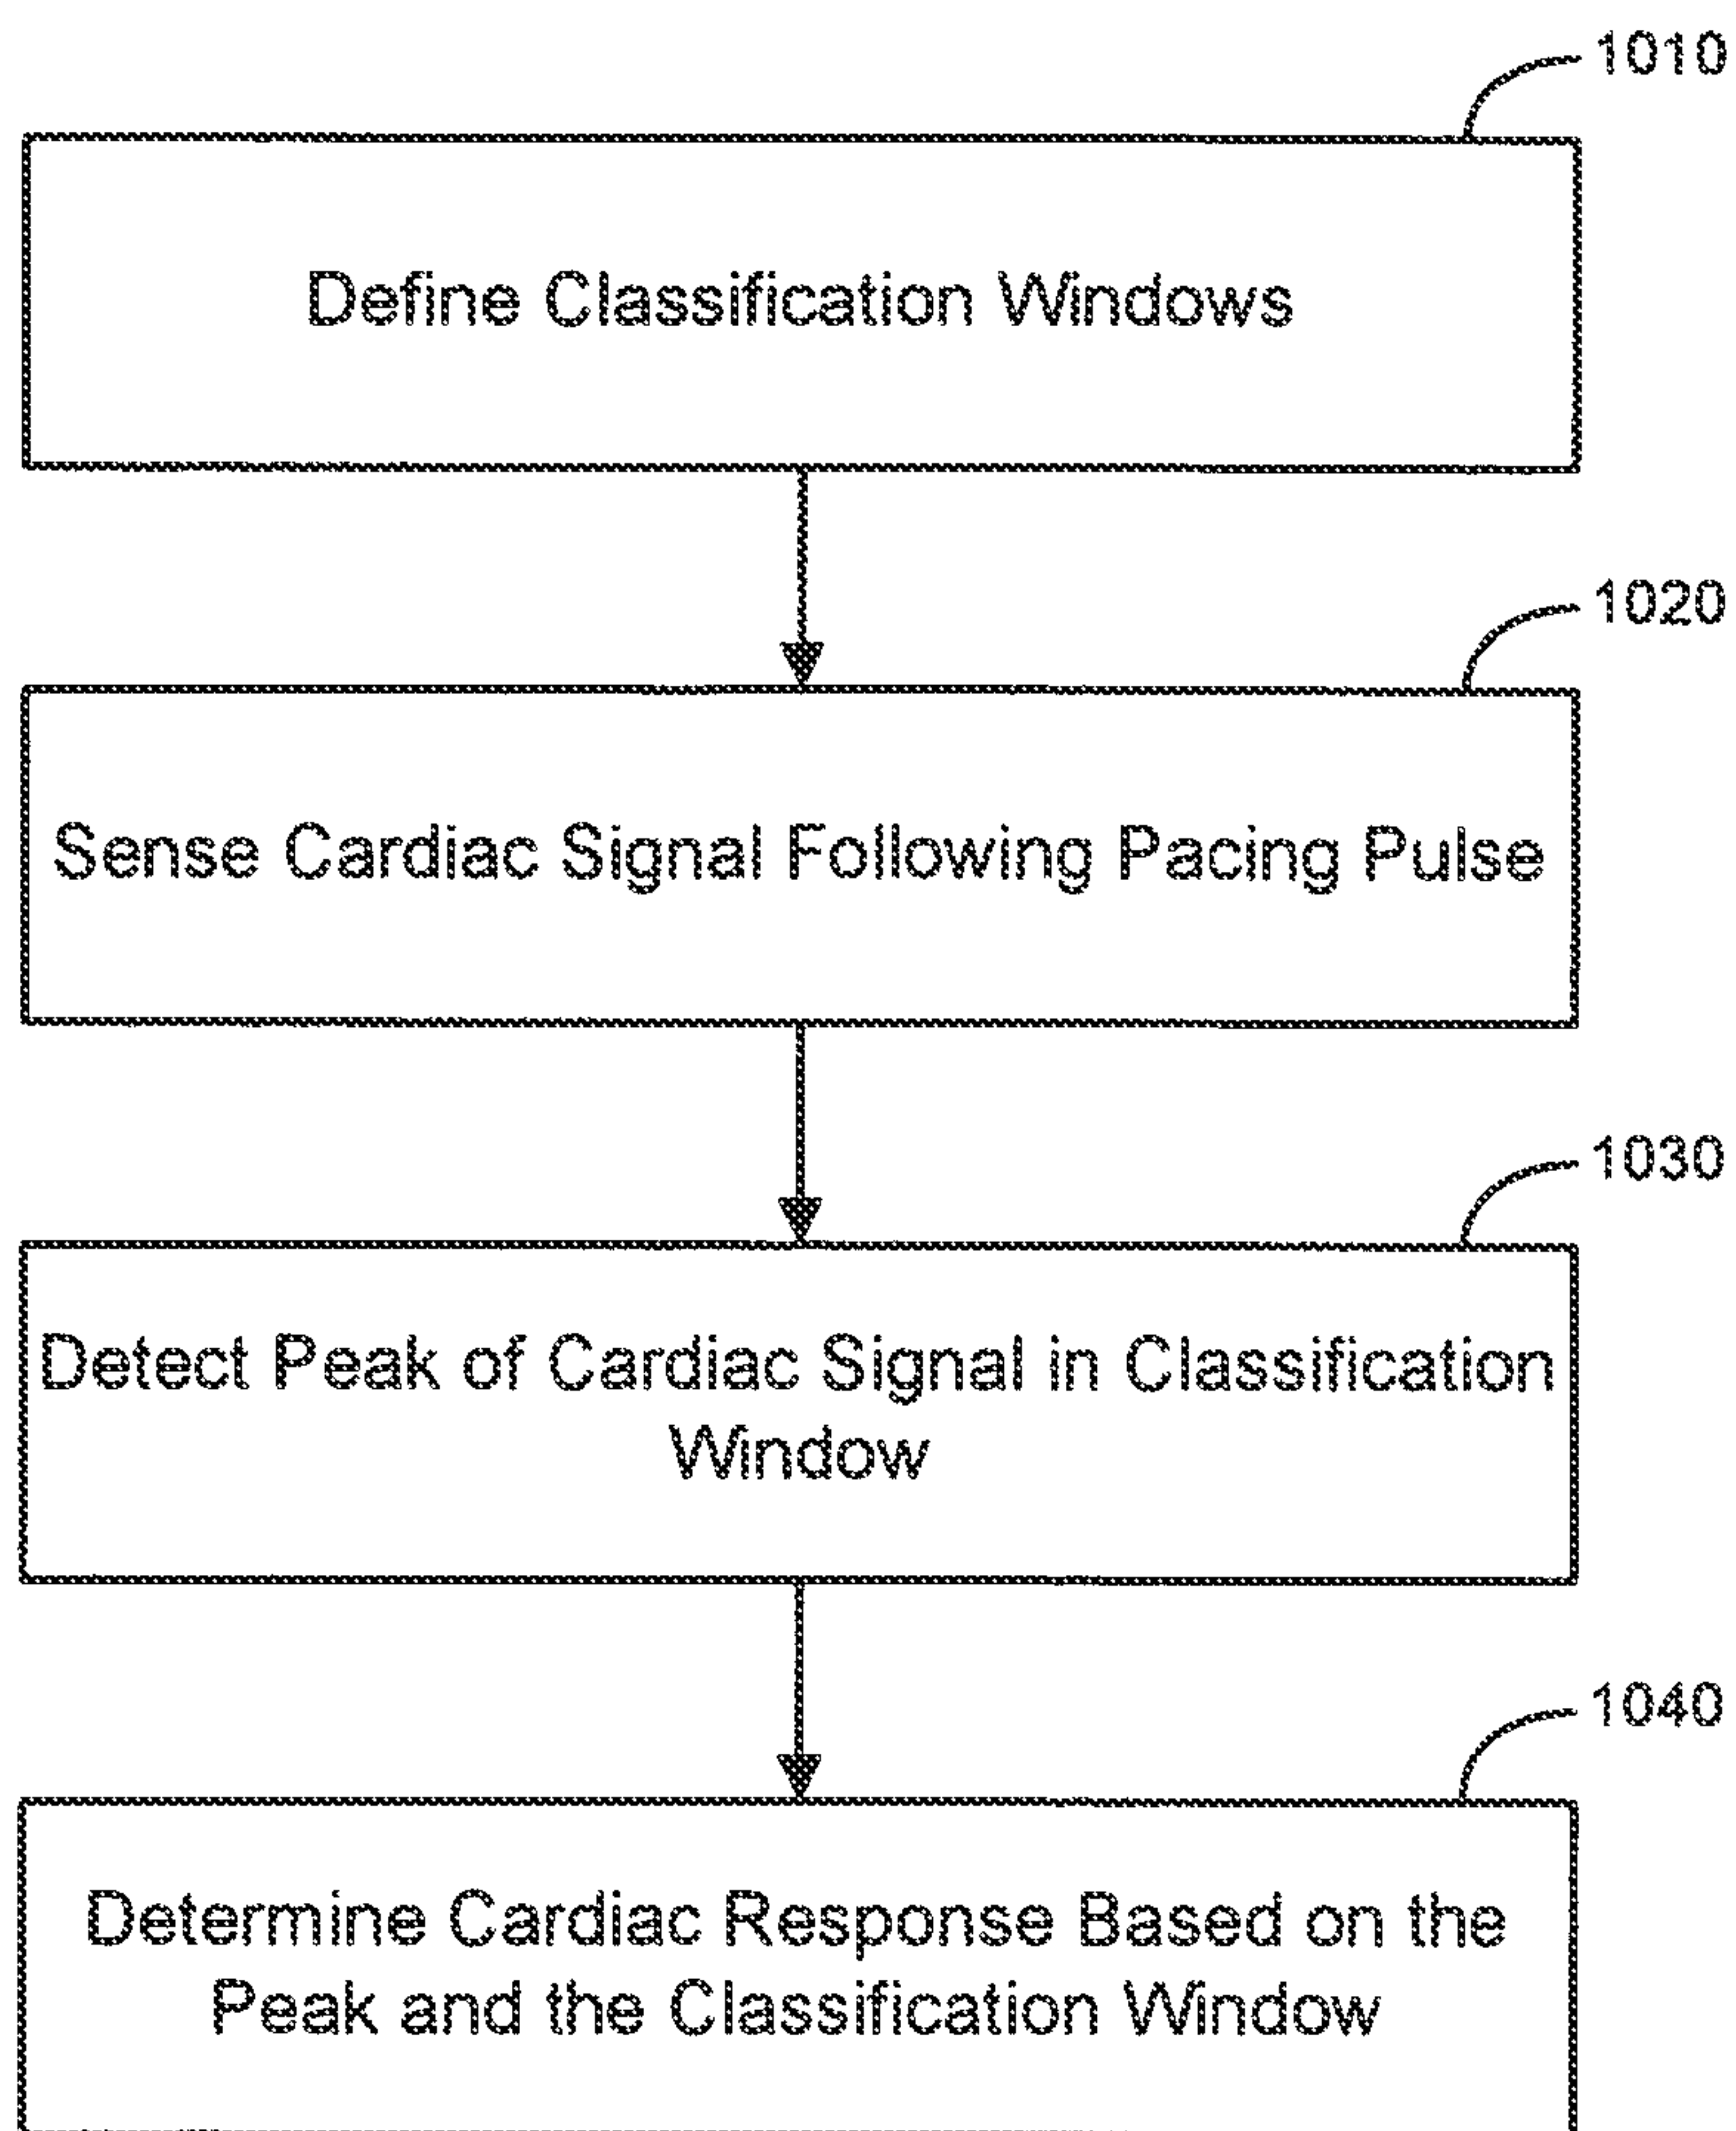 1010
Define Classification Windows
1020
Sense Cardiac Signal Following Pacing Pulse
1030
Detect Peak of Cardiac Signal in Classification
Window
1040
Determine Cardiac Response Based on the
Peak and the Classification Window